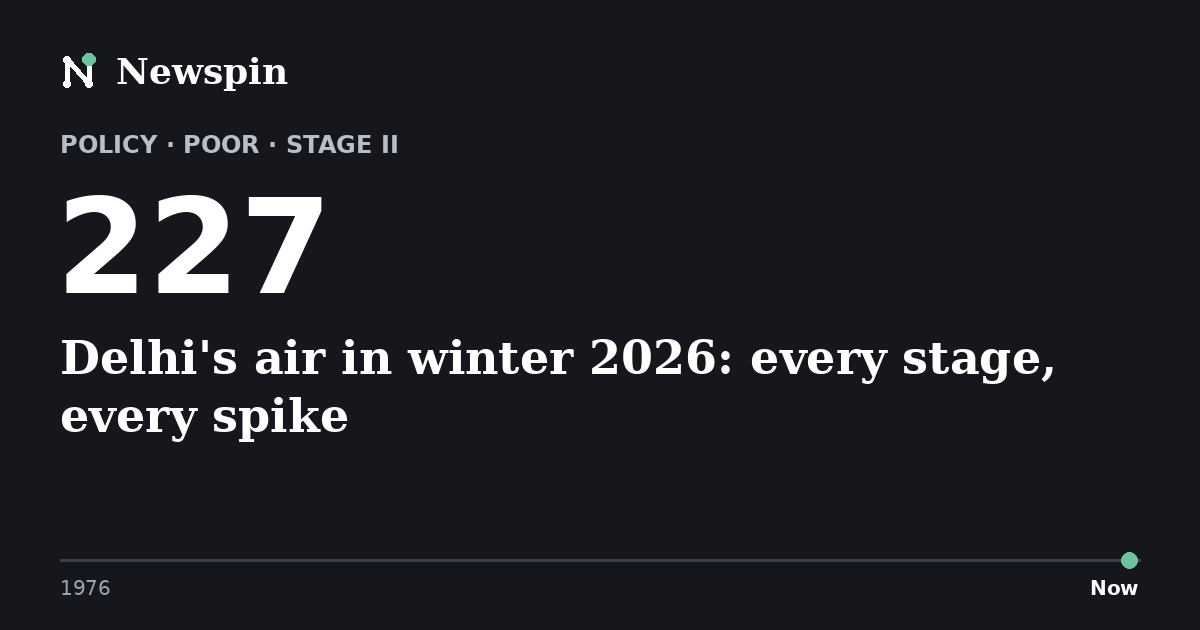 Newspin
POLICY · POOR · STAGE II
227
Delhi's air in winter 2026: every stage,
every spike
1976
Now